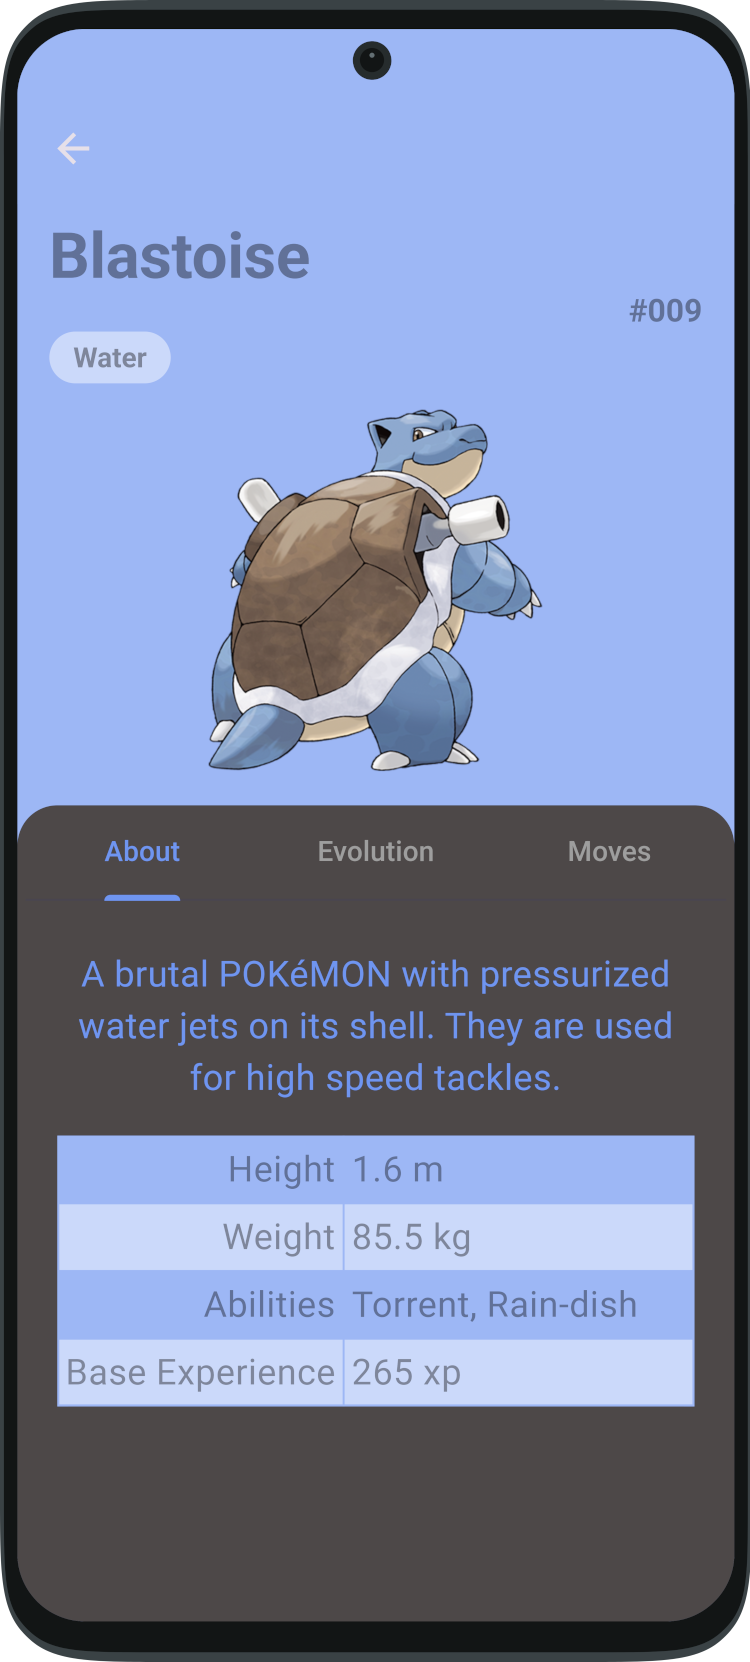 Blastoise
#009
Water
About Evolution Moves
A brutal POKéMON with pressurized
water jets on its shell. They are used
for high speed tackles.
Height 1.6 m
Weight 85.5 kg
Abilities Torrent, Rain-dish
Base Experience 265 xp